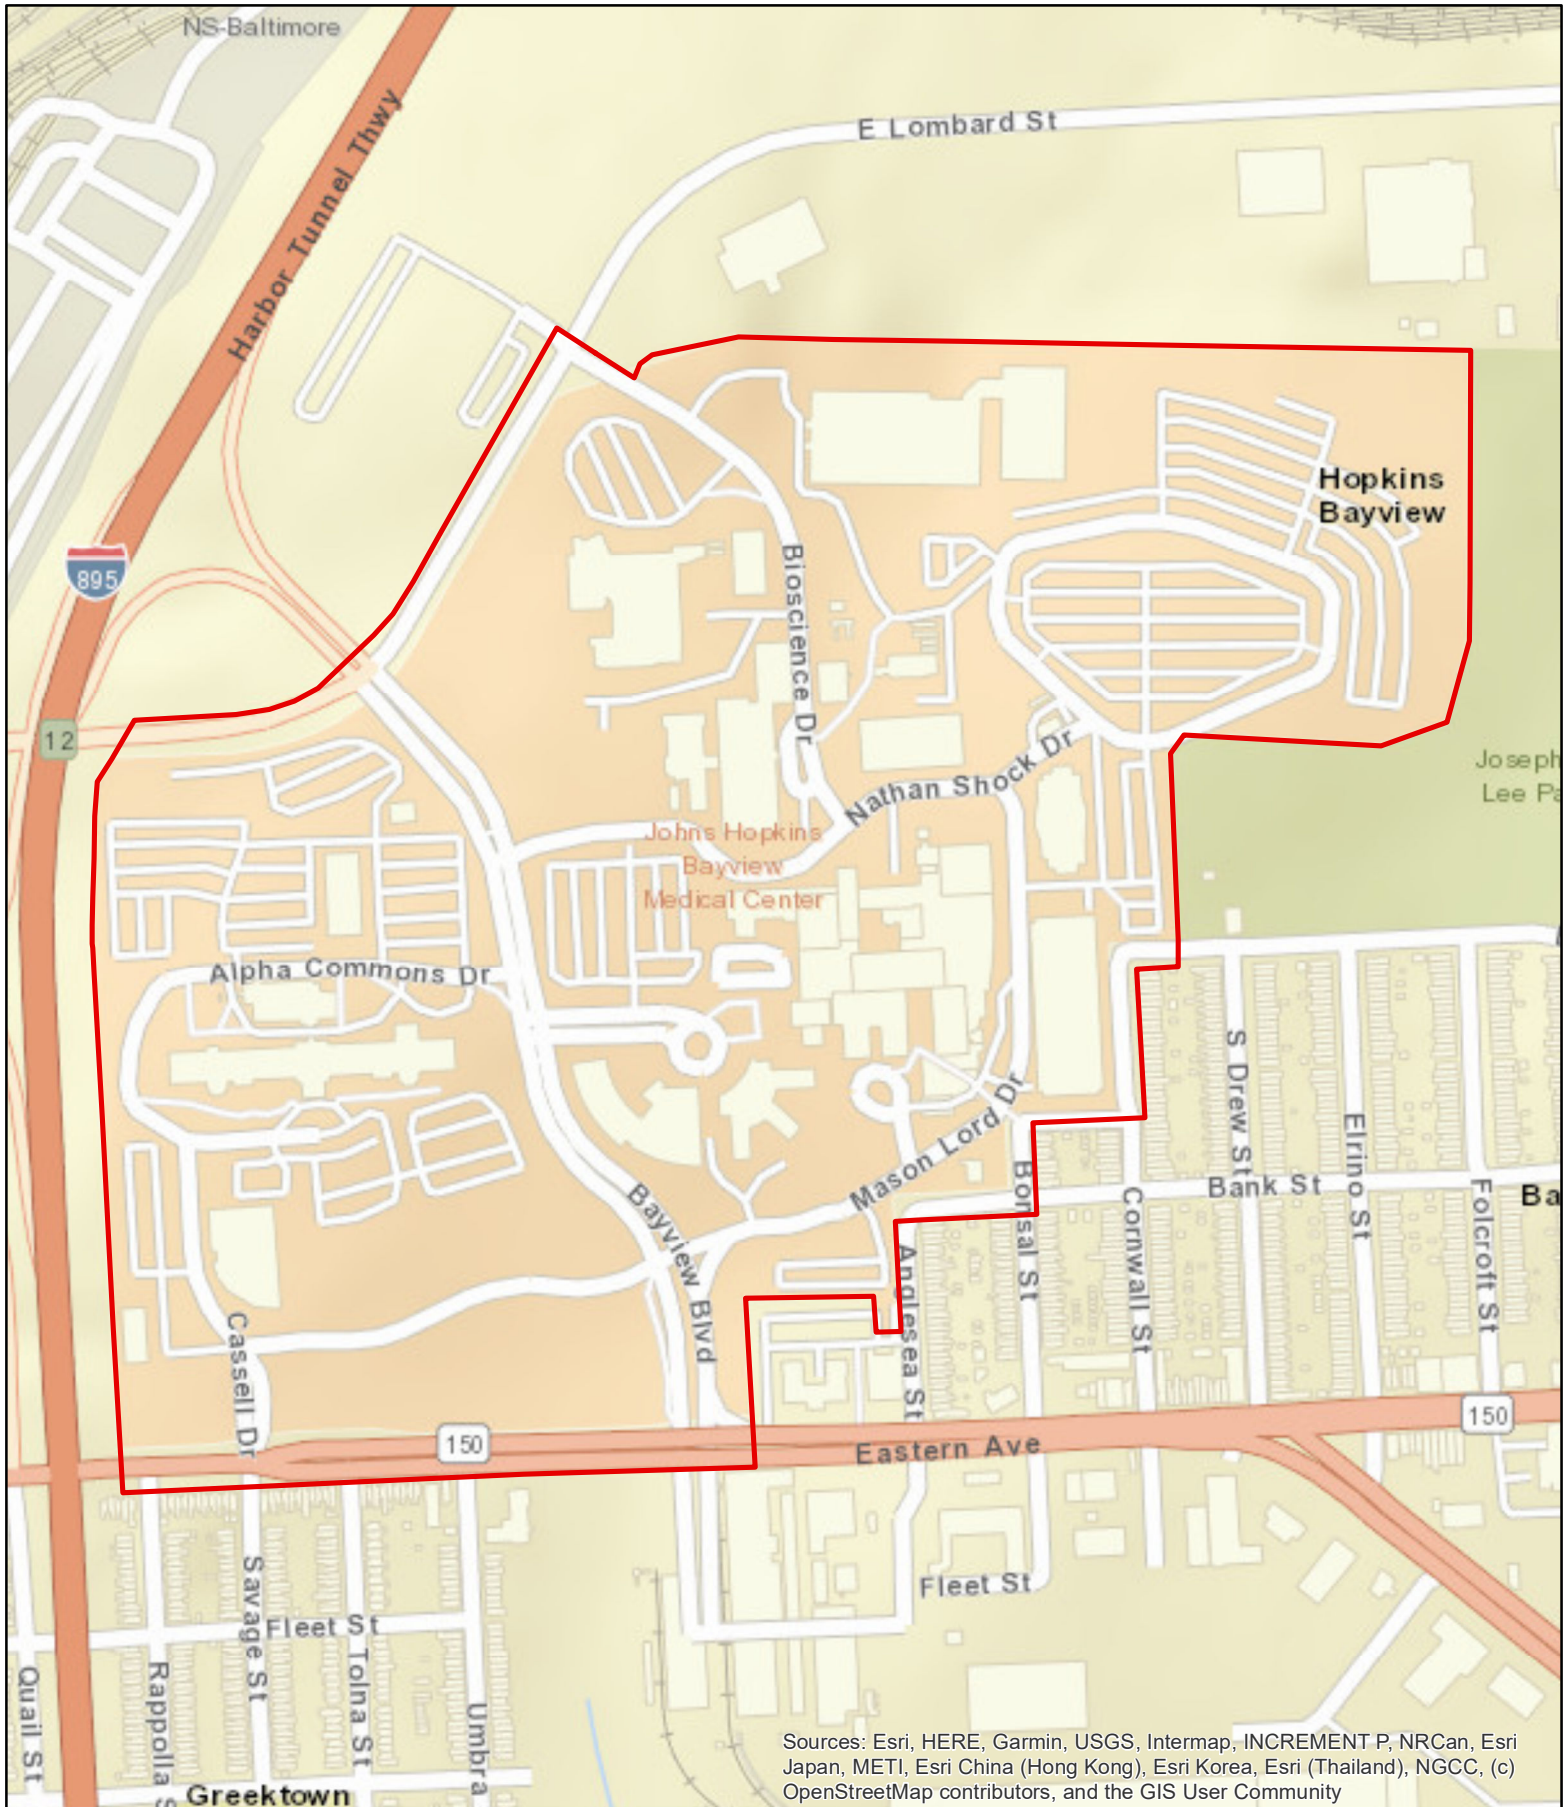 NS-Baltimore
Harbor Tunnel Thwy
E Lombard St
895
12
Hopkins
Bayview
Bioscience Dr
Nathan Shock Dr
Joseph
Lee Pa
Johns Hopkins
Bayview
Medical Center
Alpha Commons Dr
Mason Lord Dr
Bayview Blvd
Cassell Dr
Anglesea St
Bonsal St
Cornwall St
S Drew St
Elrino St
Folcroft St
Bank St
Ba
150
150
Eastern Ave
Fleet St
Fleet St
Quail St
Rappolla S
Savage St
Tolna St
Umbra
Greektown
Sources: Esri, HERE, Garmin, USGS, Intermap, INCREMENT P, NRCan, Esri
Japan, METI, Esri China (Hong Kong), Esri Korea, Esri (Thailand), NGCC, (c)
OpenStreetMap contributors, and the GIS User Community